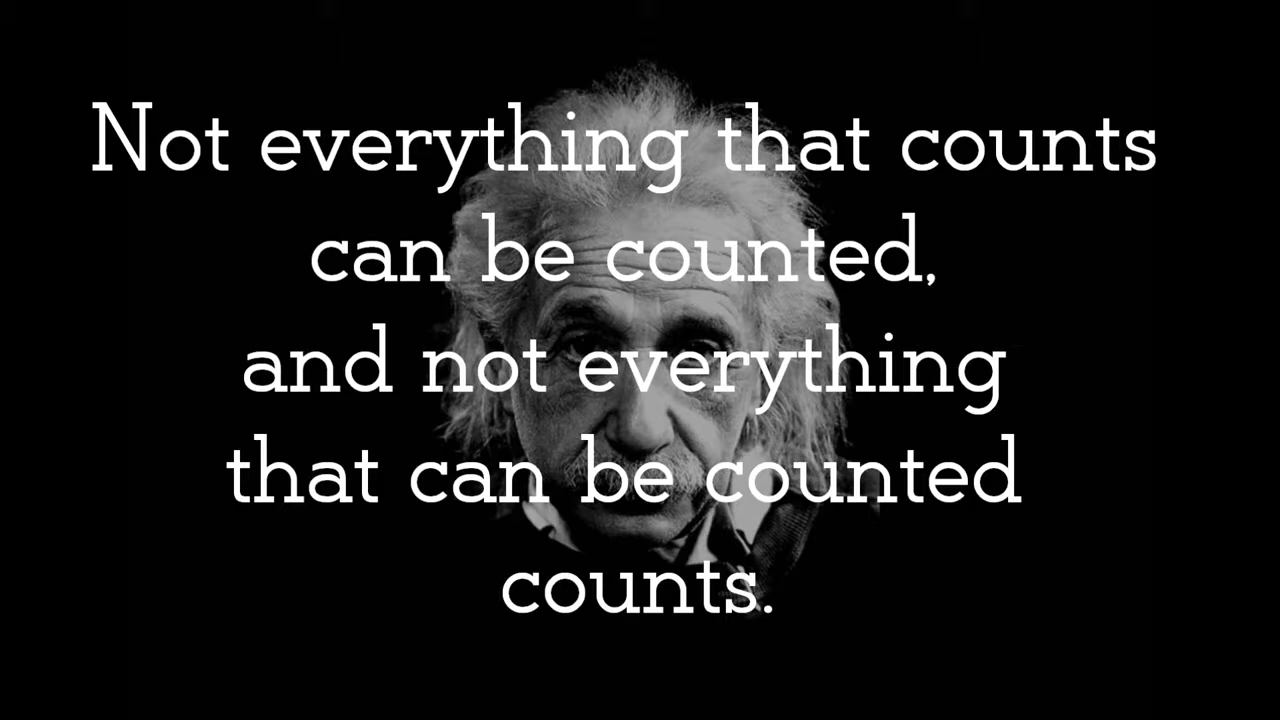 Not everything that counts
can be counted,
and not everything
that can be counted
counts.